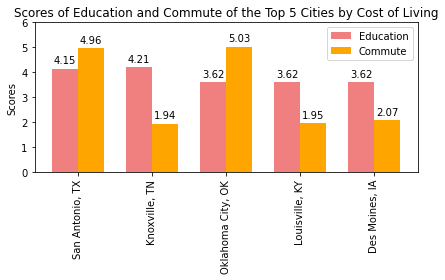 Scores of Education and Commute of the Top 5 Cities by Cost of Living
Scores
6
5
4
3
2
1
0
Education
Commute
4.15
4.96
4.21
1.94
3.62
5.03
3.62
1.95
3.62
2.07
San Antonio, TX
Knoxville, TN
Oklahoma City, OK
Louisville, KY
Des Moines, IA